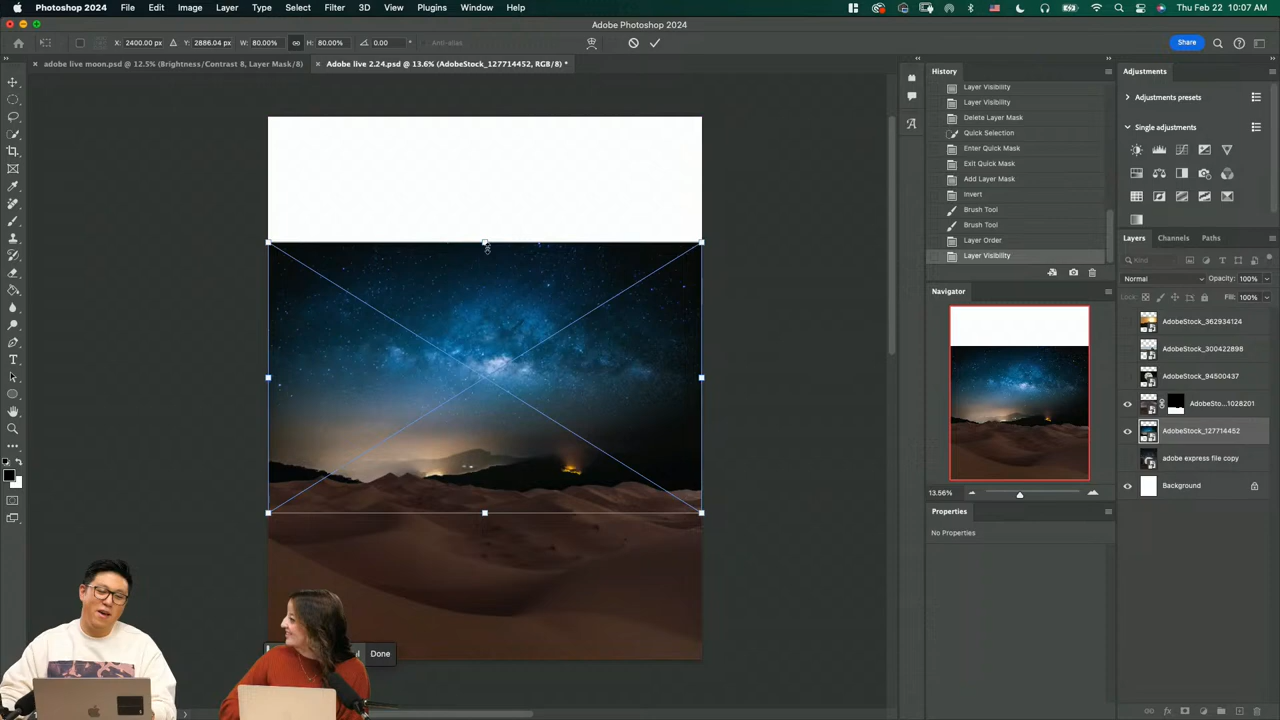 Photoshop 2024 File Edit Image Layer Type Select Filter 3D View Plugins Window Help Thu Feb 22 10:07 AM
Adobe Photoshop 2024
X: 2400.00 px Y: 2886.04 px W: 80.00% H: 80.00% 0.00 ° Anti-alias Share
adobe live moon.psd @ 12.5% (Brightness/Contrast 8, Layer Mask/8) Adobe live 2.24.psd @ 13.6% (AdobeStock_127714452, RGB/8) *
History
Layer Visibility
Layer Visibility
Delete Layer Mask
Quick Selection
Enter Quick Mask
Exit Quick Mask
Add Layer Mask
Invert
Brush Tool
Brush Tool
Layer Order
Layer Visibility
Navigator
13.56%
Properties
No Properties
Adjustments
Adjustments presets
Single adjustments
Layers Channels Paths
Kind
Normal Opacity: 100%
Lock: Fill: 100%
AdobeStock_362934124
AdobeStock_300422898
AdobeStock_94500437
AdobeSto...1028201
AdobeStock_127714452
adobe express file copy
Background
Done